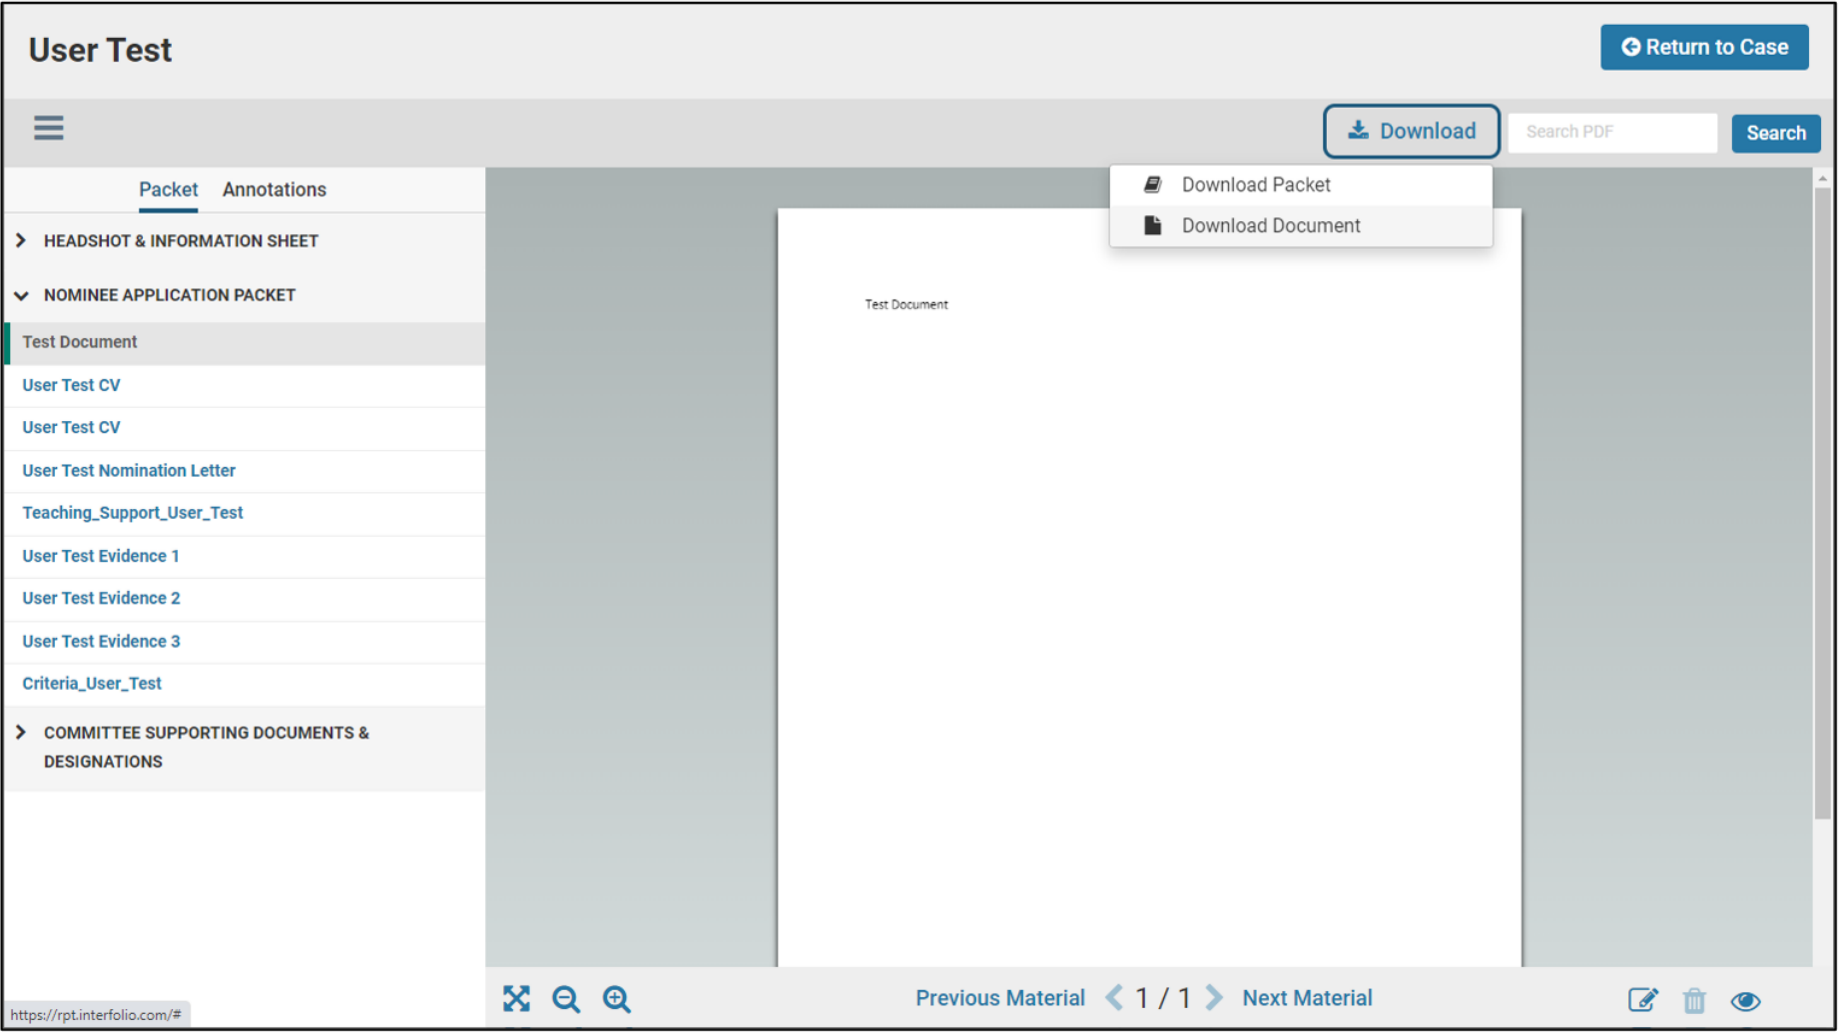 User Test
Return to Case
Download
Search PDF
Search
Download Packet
Download Document
Packet
Annotations
HEADSHOT & INFORMATION SHEET
NOMINEE APPLICATION PACKET
Test Document
User Test CV
User Test CV
User Test Nomination Letter
Teaching_Support_User_Test
User Test Evidence 1
User Test Evidence 2
User Test Evidence 3
Criteria_User_Test
COMMITTEE SUPPORTING DOCUMENTS &
DESIGNATIONS
Test Document
Previous Material
1 / 1
Next Material
https://rpt.interfolio.com/#